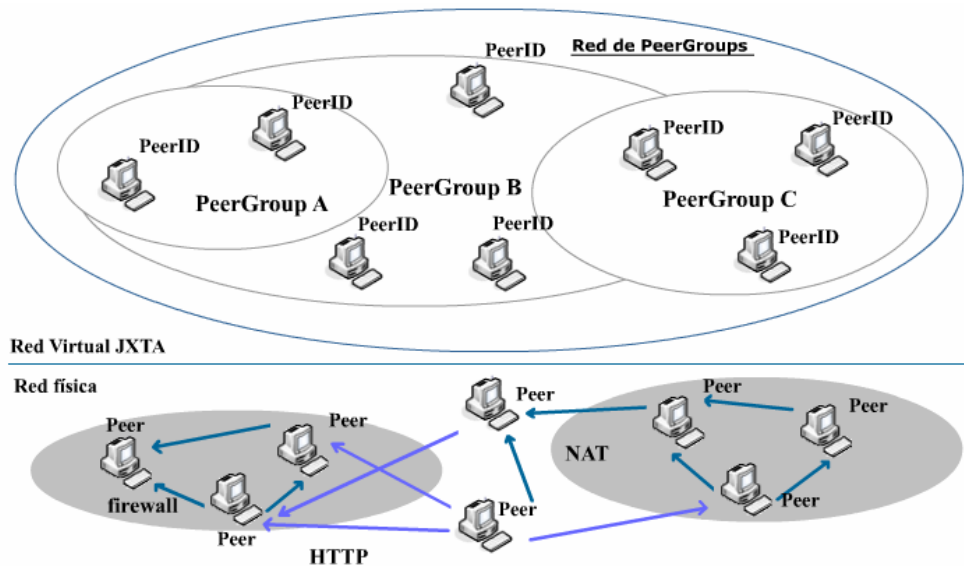 Red de PeerGroups
PeerID
PeerID
PeerID
PeerID
PeerID
PeerGroup A
PeerGroup B
PeerGroup C
PeerID
PeerID
PeerID
Red Virtual JXTA
Red física
Peer
Peer
Peer
Peer
Peer
NAT
firewall
Peer
Peer
Peer
HTTP